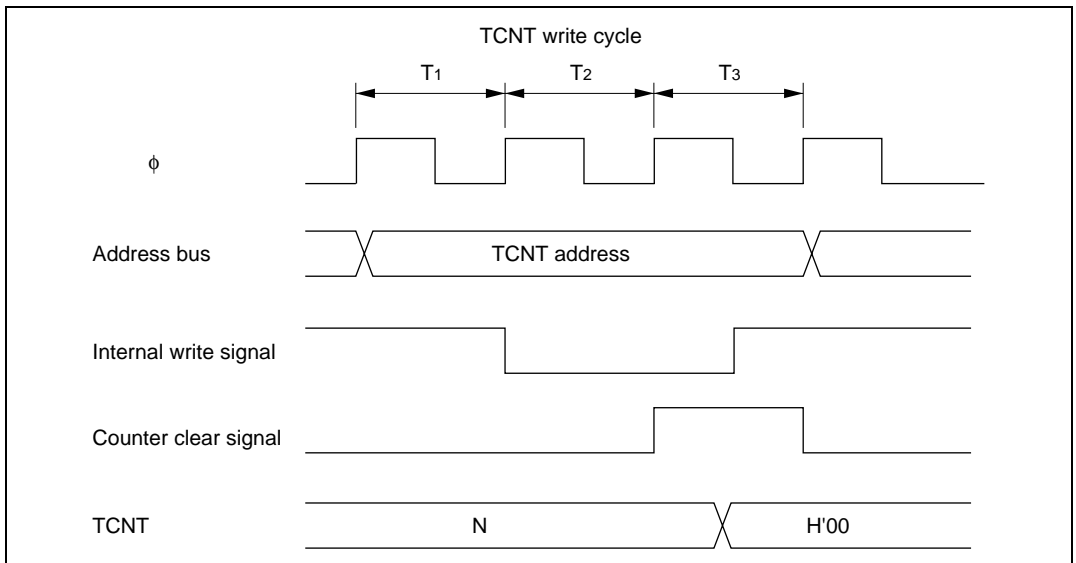 TCNT write cycle
T1 T2 T3
ϕ
Address bus TCNT address
Internal write signal
Counter clear signal
TCNT N H'00